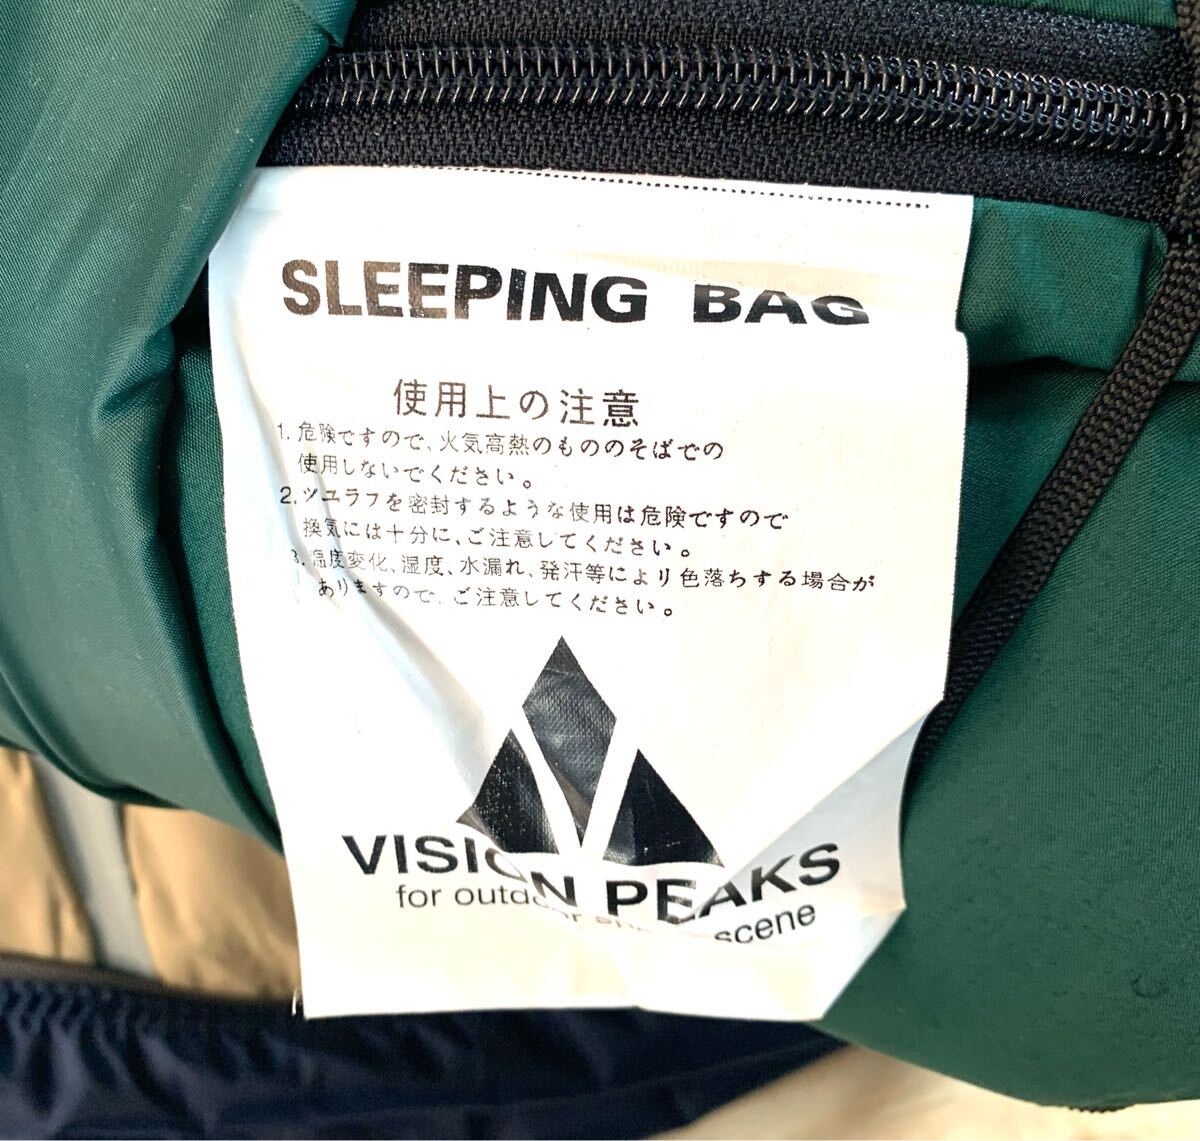 SLEEPING BAG
使用上の注意
1. 危険ですので、火気高熱のもののそばでの
使用しないでください。
2. ツユラフを密封するような使用は危険ですので
換気には十分に、ご注意してください。
3. 温度変化、湿度、水漏れ、発汗等により色落ちする場合が
ありますので、ご注意してください。
VISION PEAKS
for outdoor scene